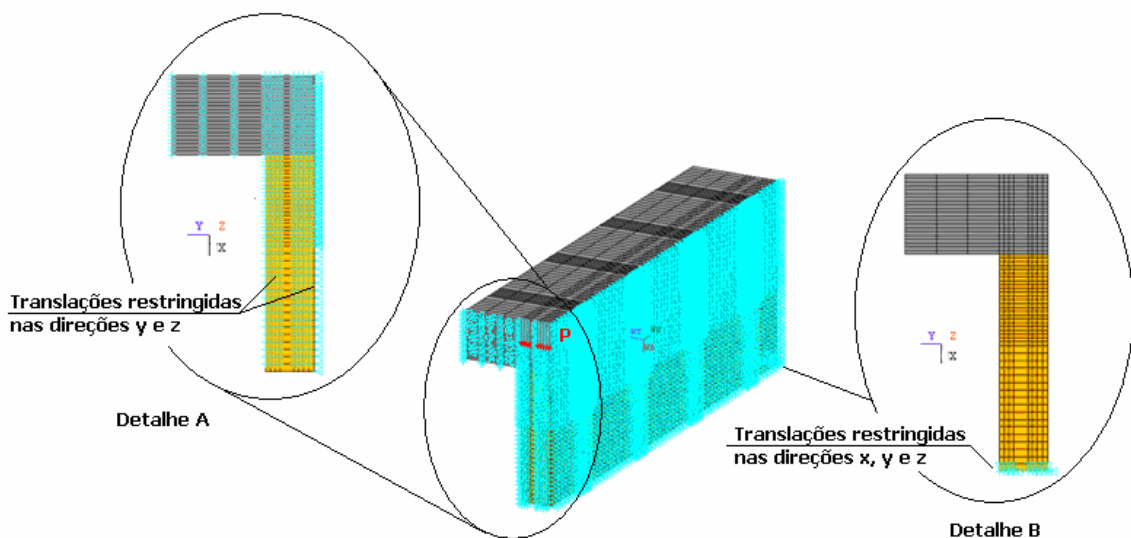 Y Z
X
Translações restringidas
nas direções y e z
Detalhe A
P
Y Z
X
Translações restringidas
nas direções x, y e z
Detalhe B